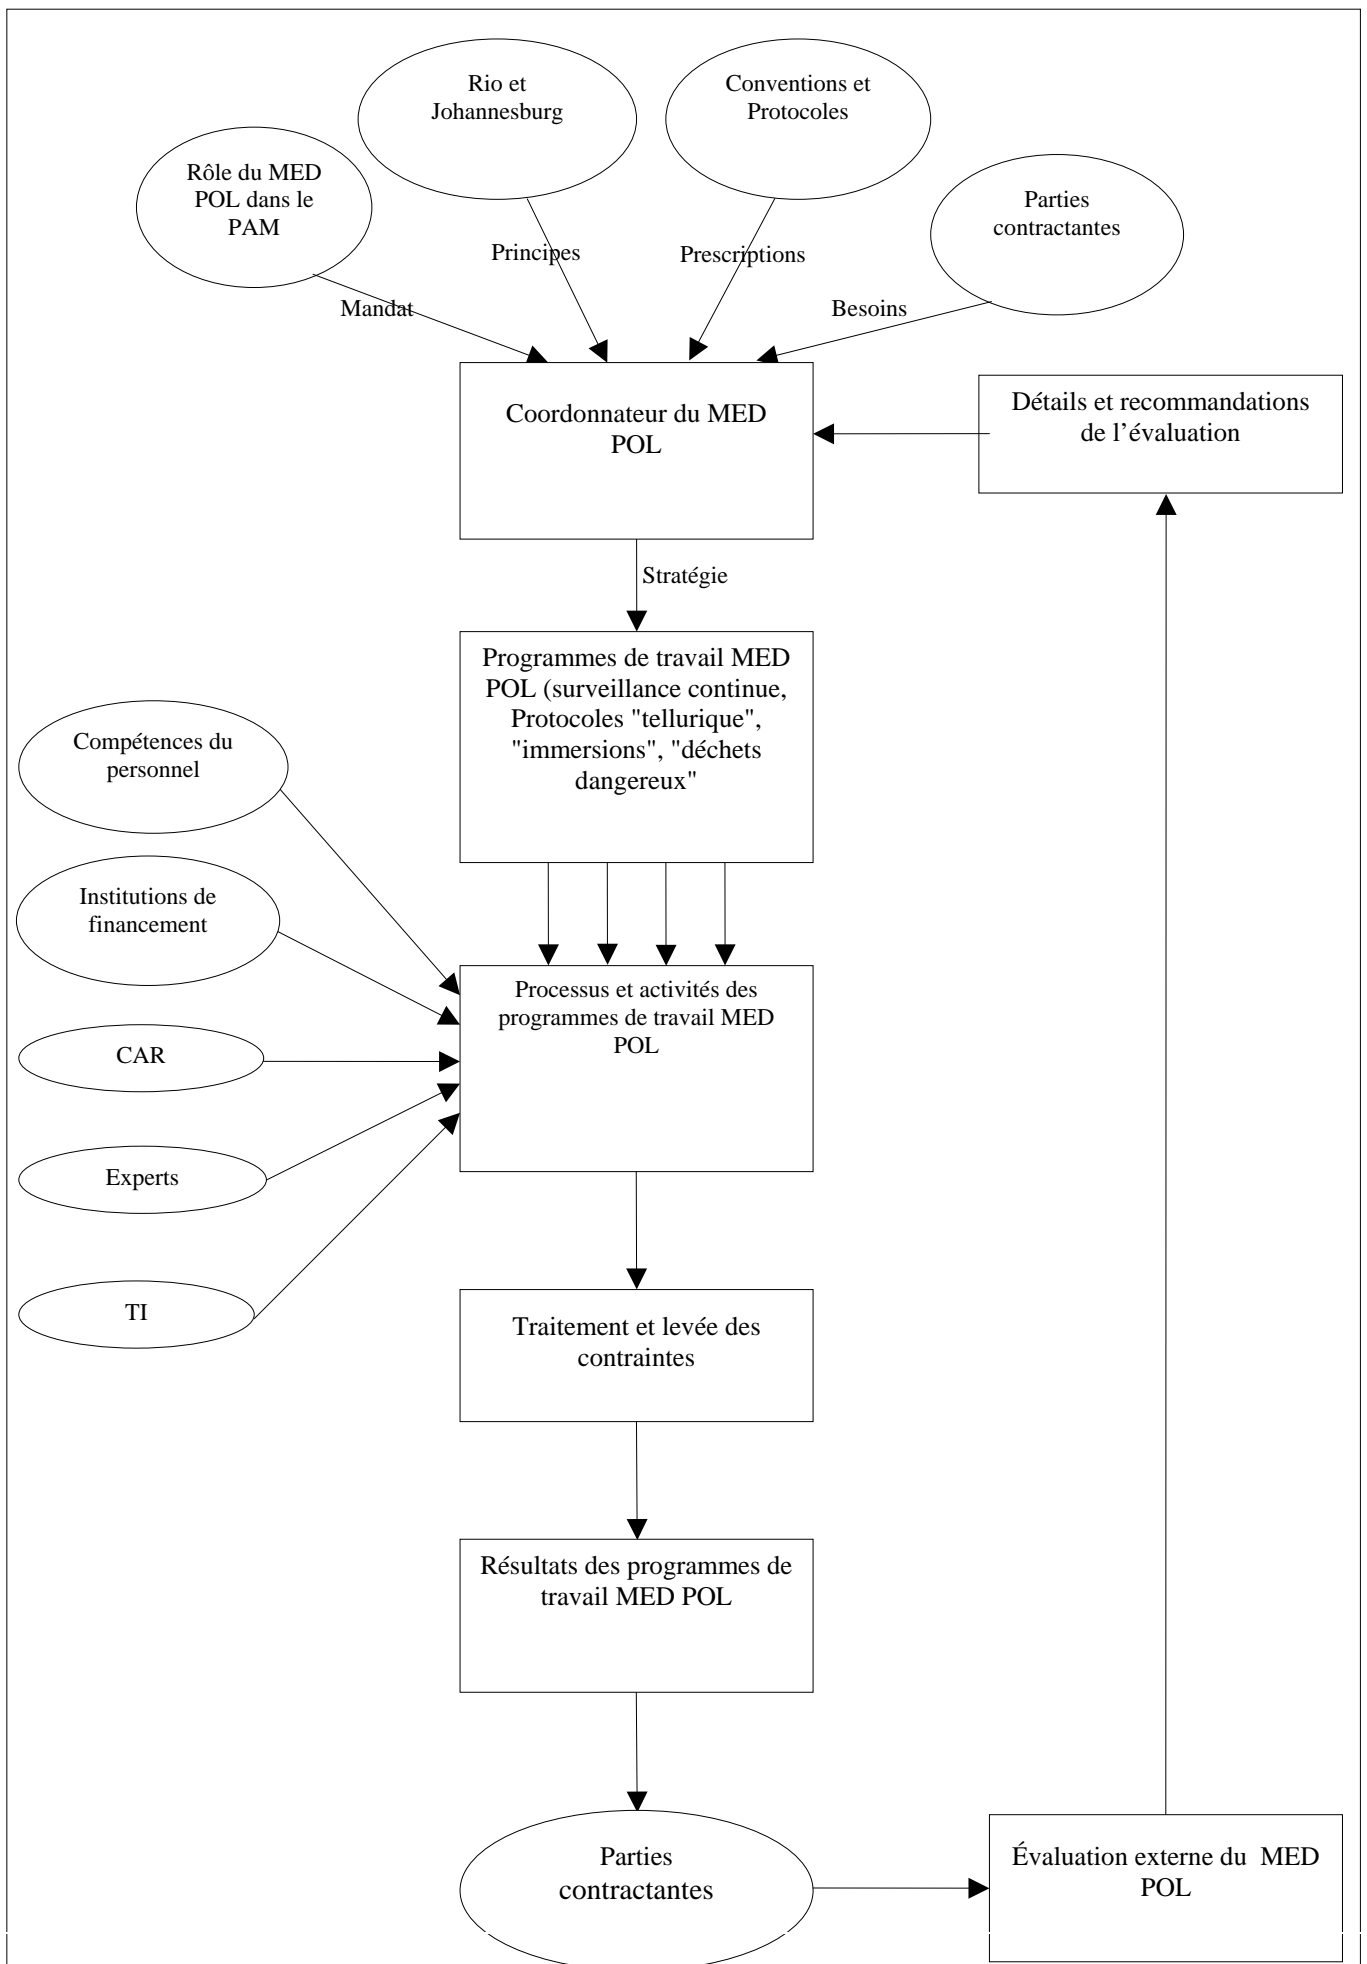 Rio et
Johannesburg
Conventions et
Protocoles
Rôle du MED
POL dans le
PAM
Parties
contractantes
Principes
Prescriptions
Mandat
Besoins
Coordonnateur du MED
POL
Détails et recommandations
de l’évaluation
Stratégie
Programmes de travail MED
POL (surveillance continue,
Protocoles "tellurique",
"immersions", "déchets
dangereux"
Compétences du
personnel
Institutions de
financement
CAR
Experts
TI
Processus et activités des
programmes de travail MED
POL
Traitement et levée des
contraintes
Résultats des programmes de
travail MED POL
Parties
contractantes
Évaluation externe du  MED
POL